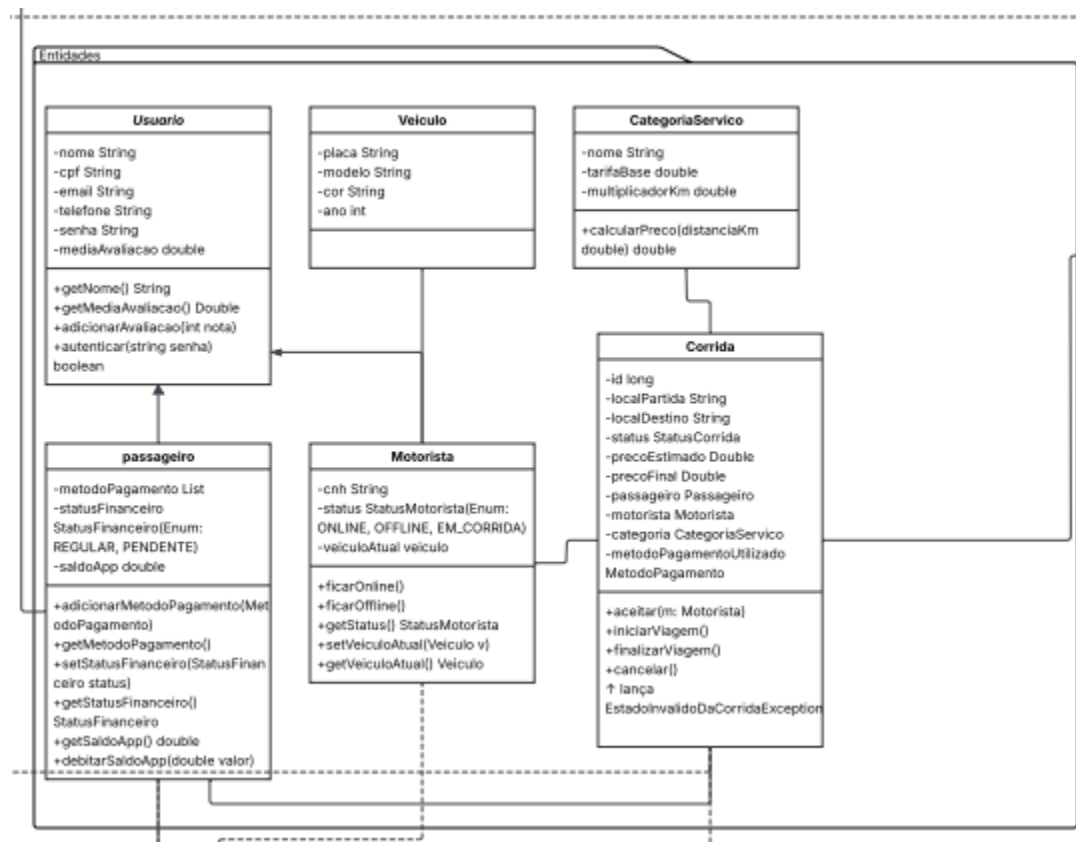 Entidades
Usuario
-nome String
-cpf String
-email String
-telefone String
-senha String
-mediaAvaliacao double
+getNome() String
+getMediaAvaliacao() Double
+adicionarAvaliacao(int nota)
+autenticar(string senha)
boolean
Veiculo
-placa String
-modelo String
-cor String
-ano int
CategoriaServico
-nome String
-tarifaBase double
-multiplicadorKm double
+calcularPreco(distanciaKm
double) double
passageiro
-metodoPagamento List
-statusFinanceiro
StatusFinanceiro(Enum:
REGULAR, PENDENTE)
-saldoApp double
+adicionarMetodoPagamento(Met
odoPagamento)
+getMetodoPagamento()
+setStatusFinanceiro(StatusFinan
ceiro status)
+getStatusFinanceiro()
StatusFinanceiro
+getSaldoApp() double
+debitarSaldoApp(double valor)
Motorista
-cnh String
-status StatusMotorista(Enum:
ONLINE, OFFLINE, EM_CORRIDA)
-veiculoAtual veiculo
+ficarOnline()
+ficarOffline()
+getStatus() StatusMotorista
+setVeiculoAtual(Veiculo v)
+getVeiculoAtual() Veiculo
Corrida
-id long
-localPartida String
-localDestino String
-status StatusCorrida
-precoEstimado Double
-precoFinal Double
-passageiro Passageiro
-motorista Motorista
-categoria CategoriaServico
-metodoPagamentoUtilizado
MetodoPagamento
+aceitar(m: Motorista)
+iniciarViagem()
+finalizarViagem()
+cancelar()
↑ lança
EstadoInvalidoDaCorridaException